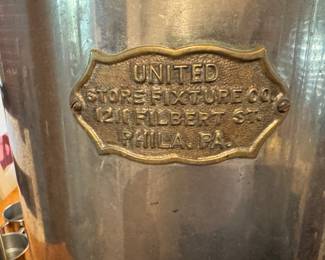 UNITED
STORE FIXTURE CO.
1211 FILBERT ST.
PHILA. PA.